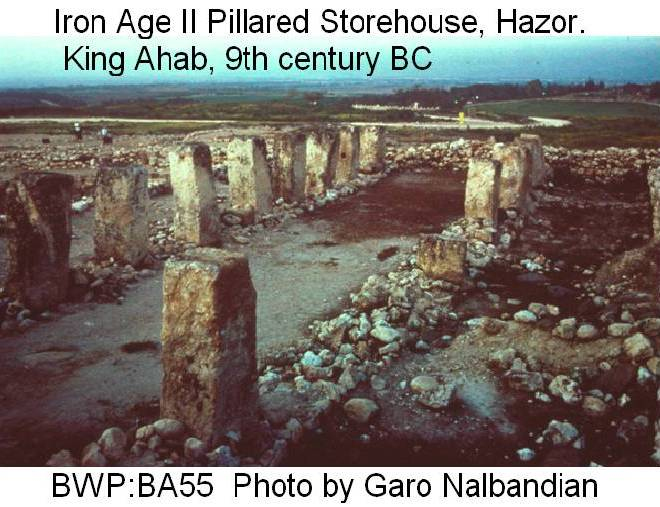 Iron Age II Pillared Storehouse, Hazor.
King Ahab, 9th century BC
BWP:BA55 Photo by Garo Nalbandian